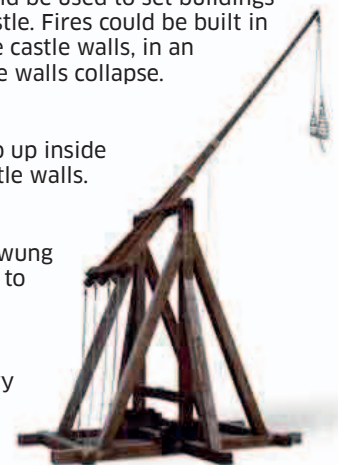 be used to set buildings
stle. Fires could be built in
e castle walls, in an
e walls collapse.
up inside
tle walls.
wung
to
y